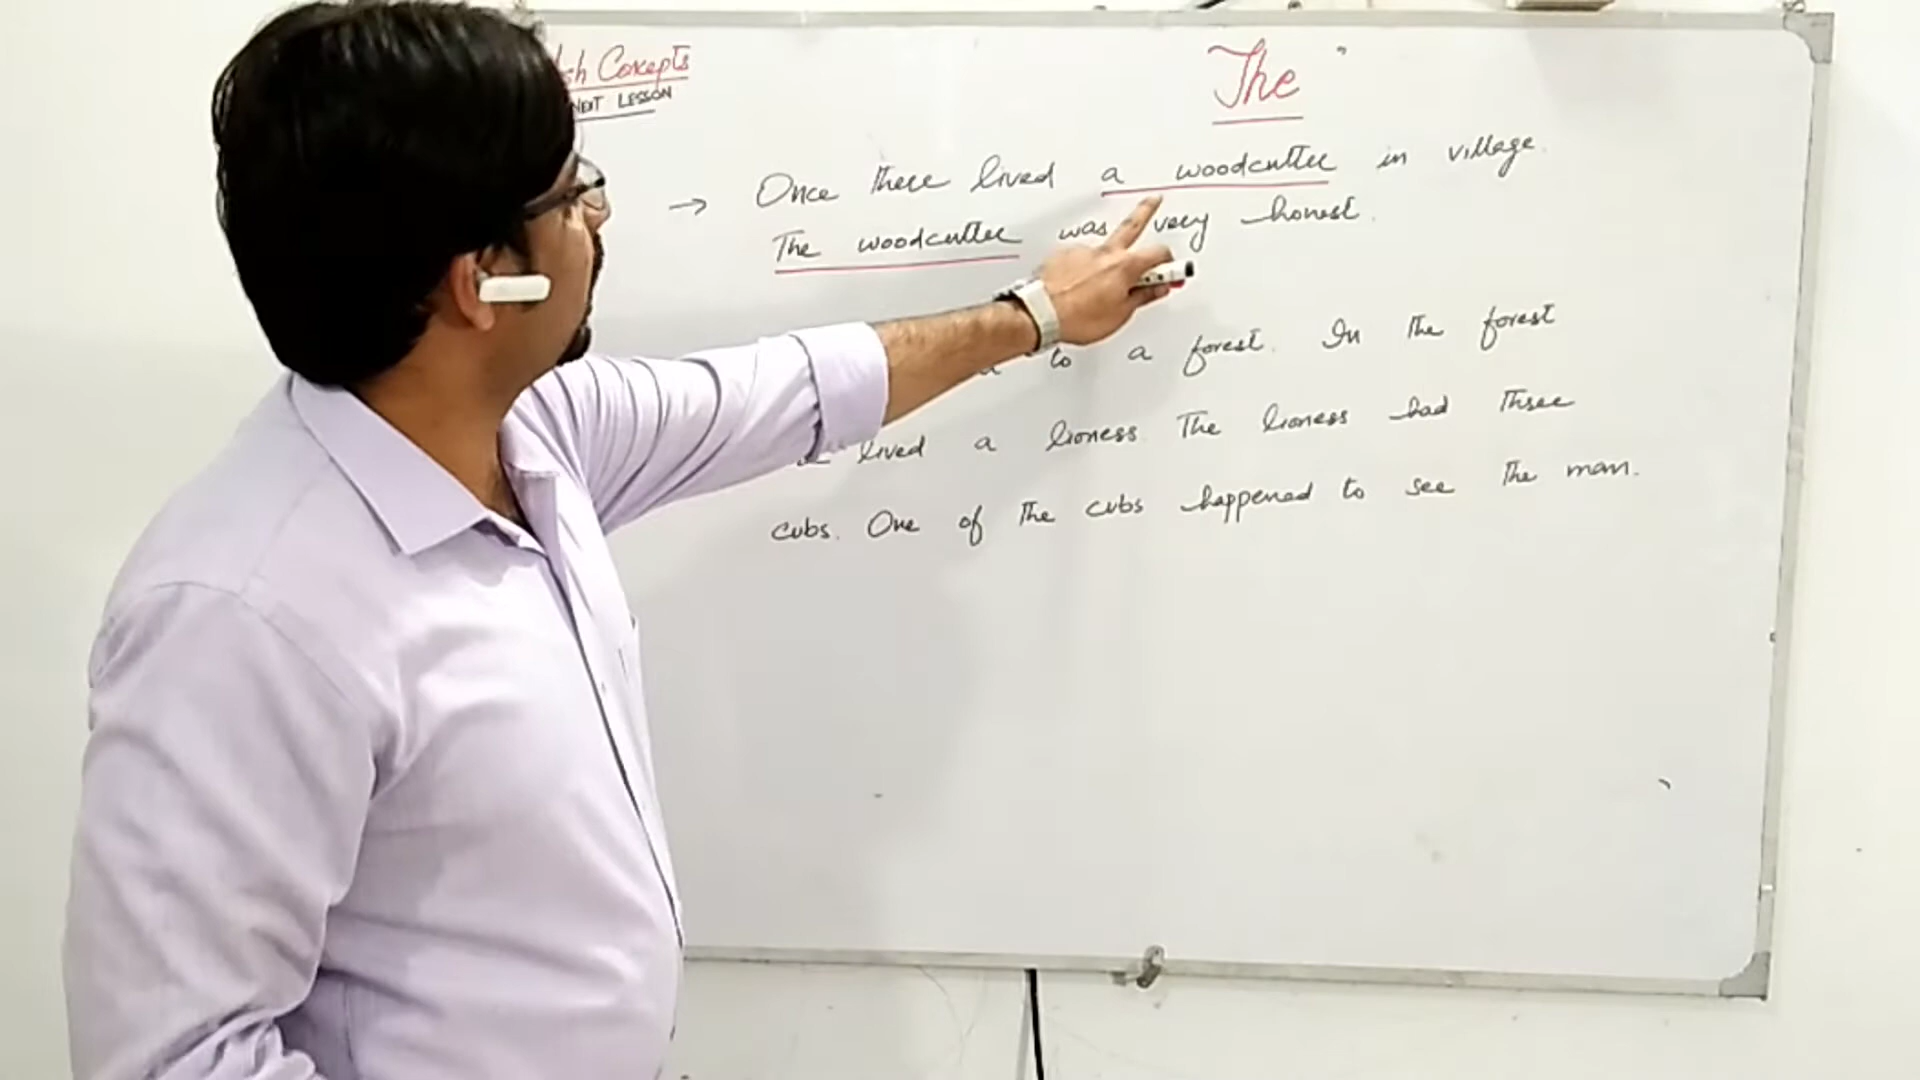 Concepts
NEXT LESSON
The
→ Once there lived a woodcutter in village.
The woodcutter was very honest.
to a forest. In the forest
lived a lioness. The lioness had three
cubs. One of the cubs happened to see the man.